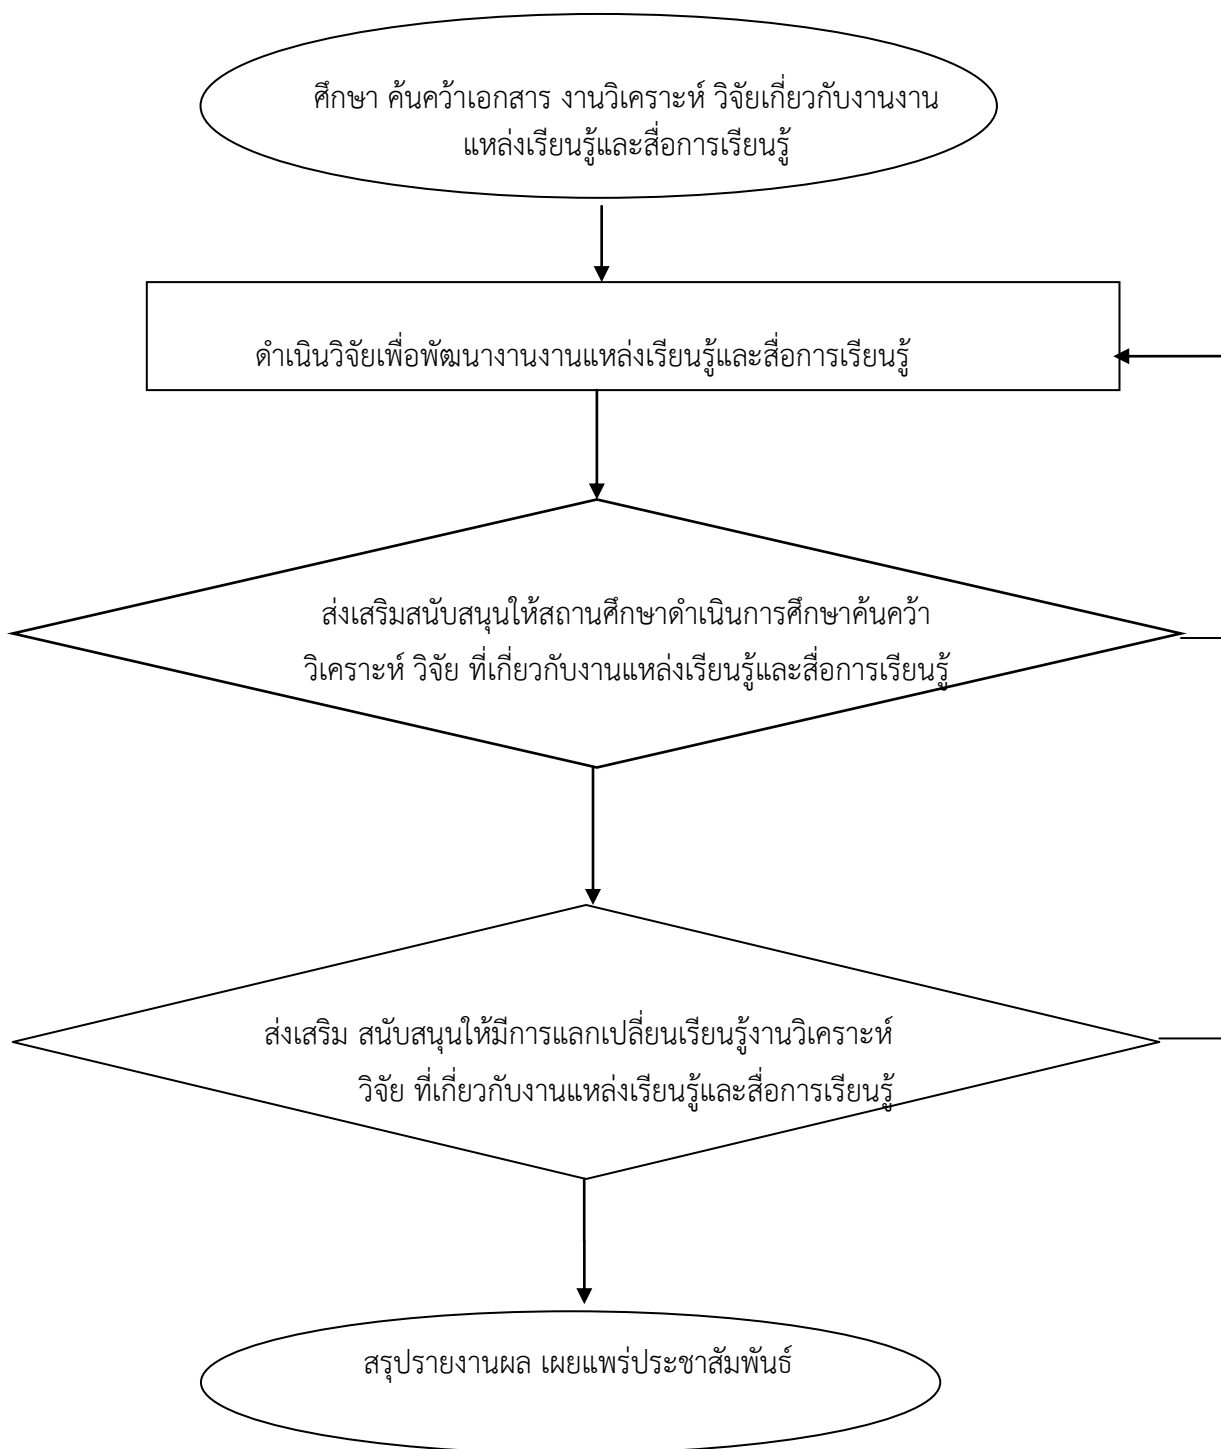 ศึกษา ค้นคว้าเอกสาร งานวิเคราะห์ วิจัยเกี่ยวกับงานงาน
แหล่งเรียนรู้และสื่อการเรียนรู้
ดำเนินวิจัยเพื่อพัฒนางานงานแหล่งเรียนรู้และสื่อการเรียนรู้
ส่งเสริมสนับสนุนให้สถานศึกษาดำเนินการศึกษาค้นคว้า
วิเคราะห์ วิจัย ที่เกี่ยวกับงานแหล่งเรียนรู้และสื่อการเรียนรู้
ส่งเสริม สนับสนุนให้มีการแลกเปลี่ยนเรียนรู้งานวิเคราะห์
วิจัย ที่เกี่ยวกับงานแหล่งเรียนรู้และสื่อการเรียนรู้
สรุปรายงานผล เผยแพร่ประชาสัมพันธ์